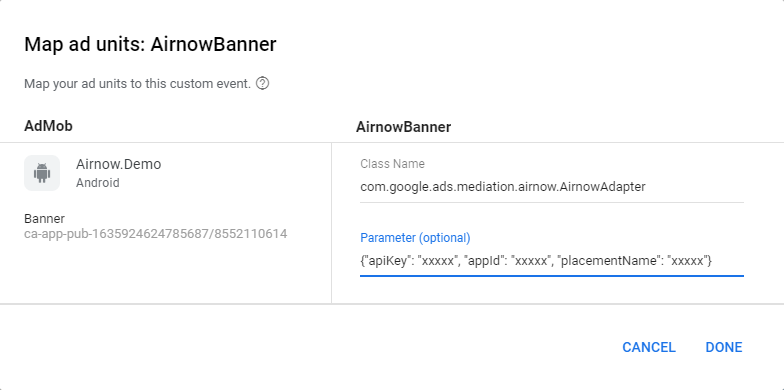 Map ad units: AirnowBanner
Map your ad units to this custom event.
AdMob
AirnowBanner
Airnow.Demo
Android
Banner
ca-app-pub-1635924624785687/8552110614
Class Name
com.google.ads.mediation.airnow.AirnowAdapter
Parameter (optional)
{"apiKey": "xxxxx", "appId": "xxxxx", "placementName": "xxxxx"}
CANCEL
DONE